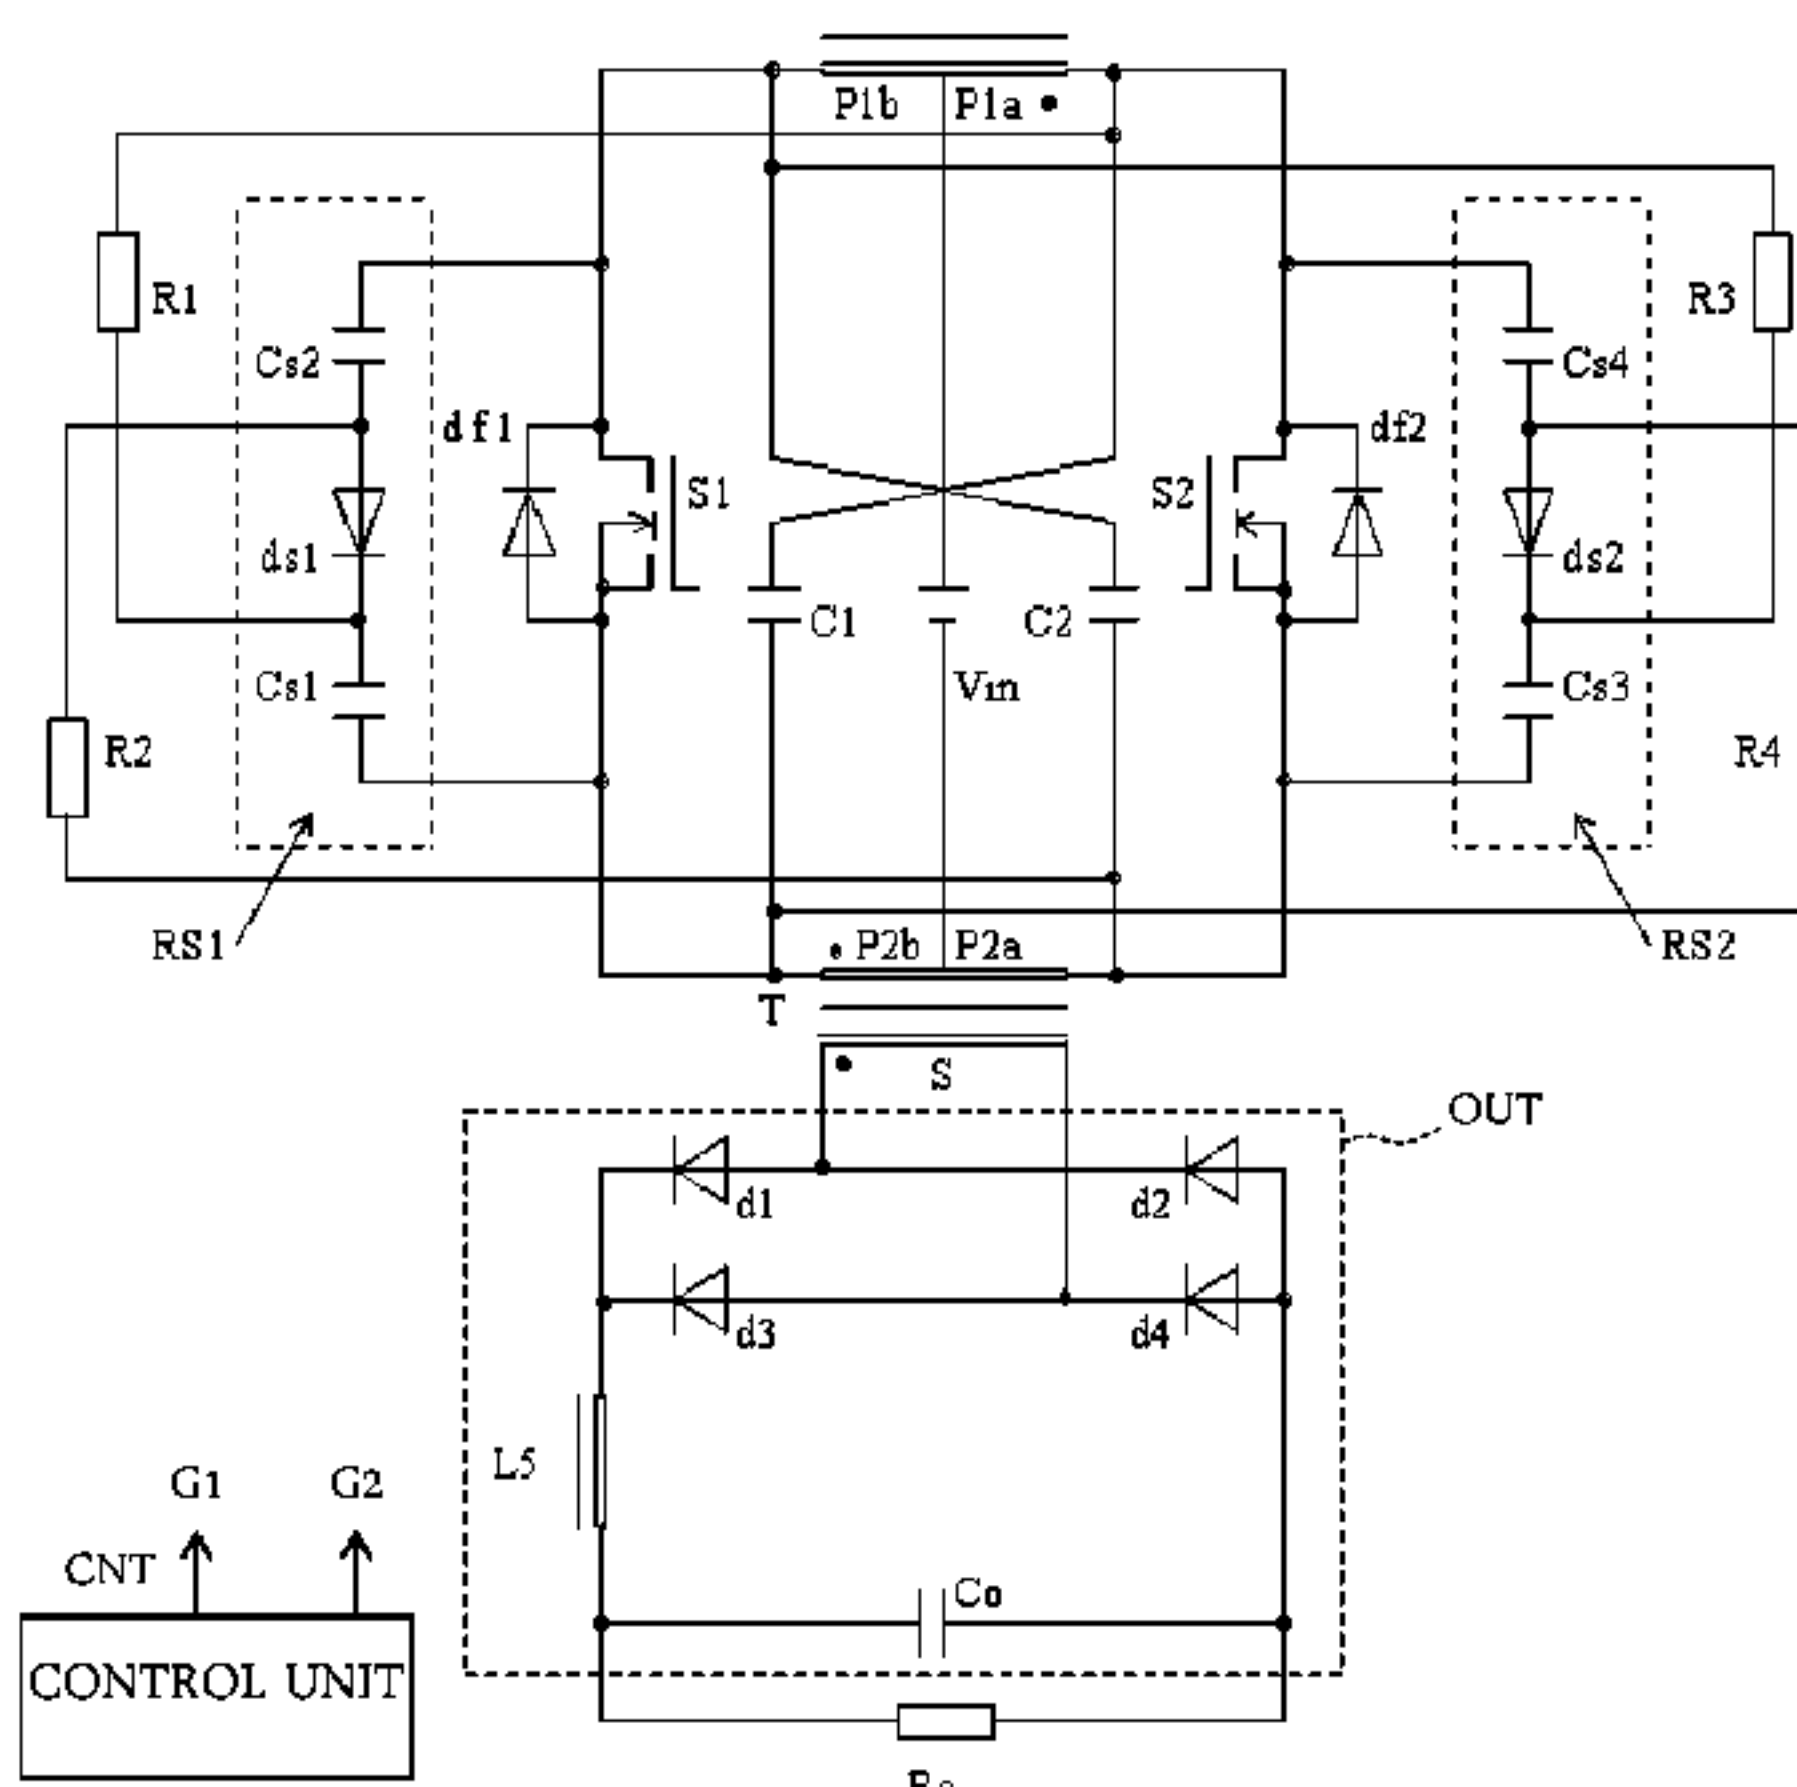 P1b P1a
R1
R3
Cs2
Cs4
df1
df2
S1
S2
ds1
ds2
C1
C2
Cs1
Vin
Cs3
R2
R4
RS1
P2b P2a
RS2
T
S
OUT
d1
d2
d3
d4
L5
G1
G2
CNT
Co
CONTROL UNIT